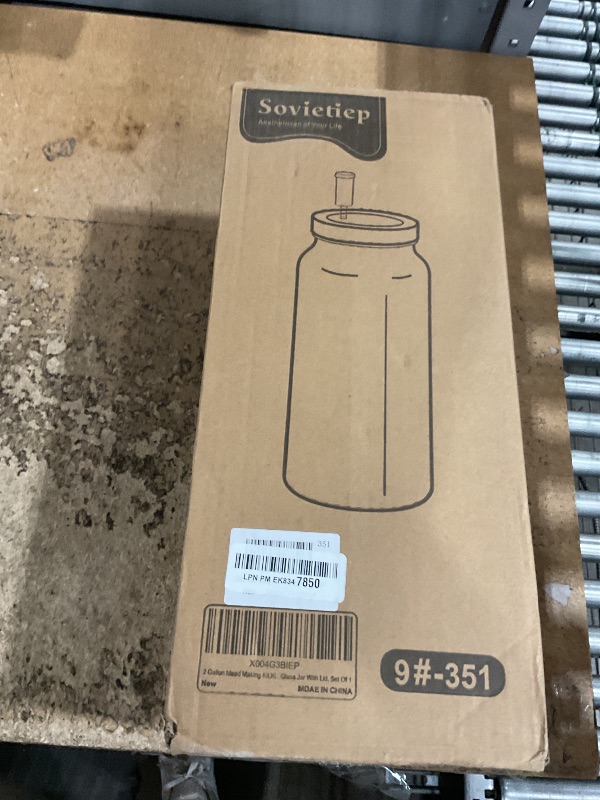 Sovietiep
Aestheticism of Your Life
351
LPN PM EK834 7850
X004G3BIEP
2 Gallon Mead Making Glass Jar With Lid, Set Of 1
New
MDAE IN CHINA
9#-351